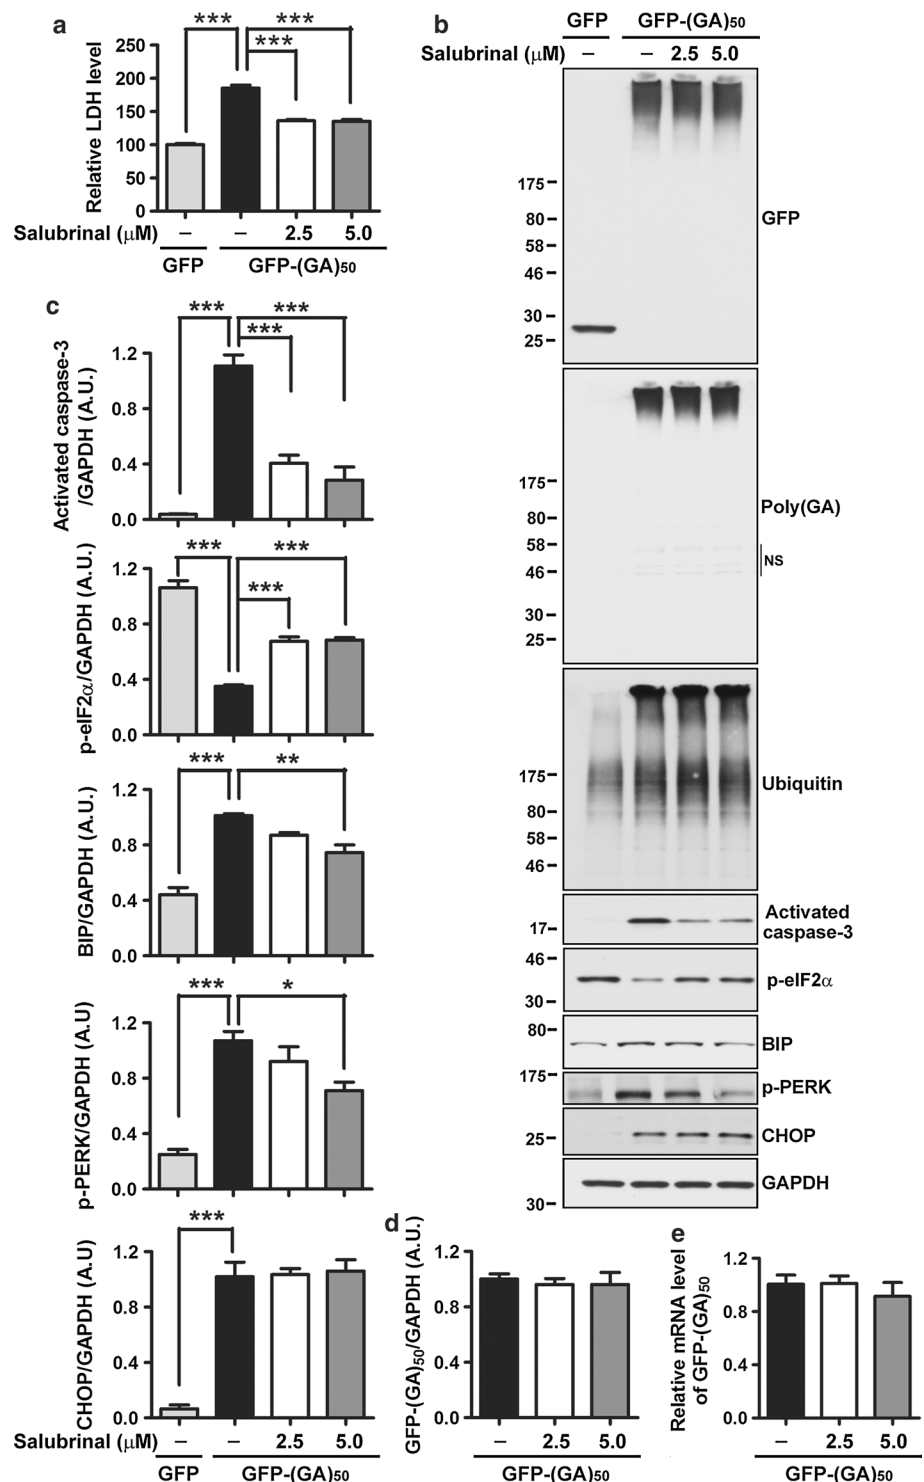 a
***
***
***
Relative LDH level
250
200
150
100
50
0
Salubrinal (μM)
–
–
2.5
5.0
GFP
GFP-(GA)50
b
GFP
GFP-(GA)50
Salubrinal (μM)
–
–
2.5
5.0
175
80
58
46
30
25
GFP
175
80
58
46
30
25
Poly(GA)
NS
175
80
58
46
Ubiquitin
17
Activated
caspase-3
46
30
p-eIF2α
80
BIP
175
p-PERK
25
CHOP
30
GAPDH
c
***
***
***
Activated caspase-3
/GAPDH (A.U.)
1.2
0.8
0.4
0.0
***
***
***
p-eIF2α/GAPDH (A.U.)
1.2
0.8
0.4
0.0
***
**
BIP/GAPDH (A.U.)
1.2
0.8
0.4
0.0
***
*
p-PERK/GAPDH (A.U)
1.2
0.8
0.4
0.0
***
CHOP/GAPDH (A.U)
1.2
0.8
0.4
0.0
Salubrinal (μM)
–
–
2.5
5.0
GFP
GFP-(GA)50
d
GFP-(GA)50/GAPDH (A.U.)
1.2
0.8
0.4
0.0
–
2.5
5.0
GFP-(GA)50
e
Relative mRNA level
of GFP-(GA)50
1.2
0.8
0.4
0.0
–
2.5
5.0
GFP-(GA)50